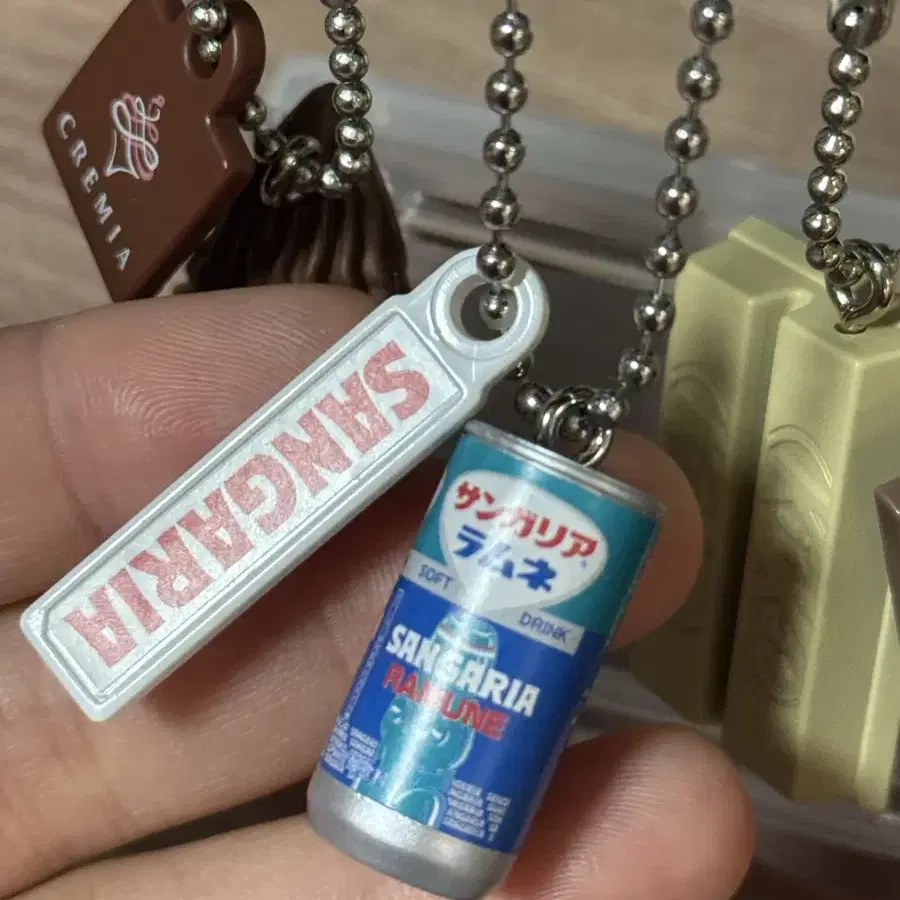 CREMIA
SANGARIA
サンガリア
ラムネ
SOFT DRINK
SANGARIA
RAMUNE